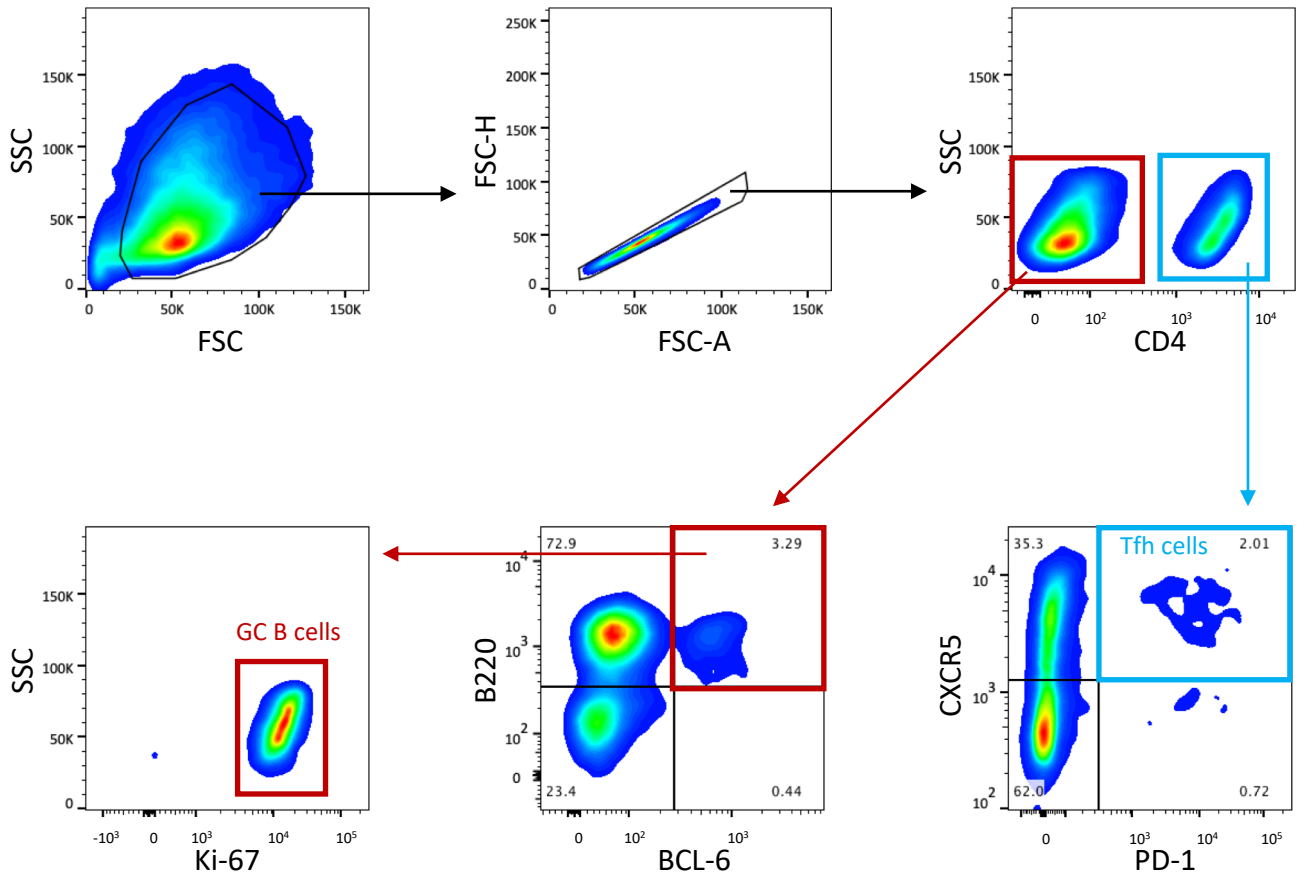 SSC
150K
100K
50K
0
0
50K
100K
150K
FSC
FSC-H
250K
200K
150K
100K
50K
0
0
50K
100K
150K
FSC-A
SSC
150K
100K
50K
0
0
10²
10³
10⁴
CD4
SSC
150K
100K
50K
0
GC B cells
-10³
0
10³
10⁴
10⁵
Ki-67
B220
10⁴
10³
10²
0
72.9
3.29
23.4
0.44
0
10²
10³
BCL-6
CXCR5
10⁴
10³
10²
35.3
Tfh cells
2.01
62.0
0.72
0
10³
10⁴
10⁵
PD-1